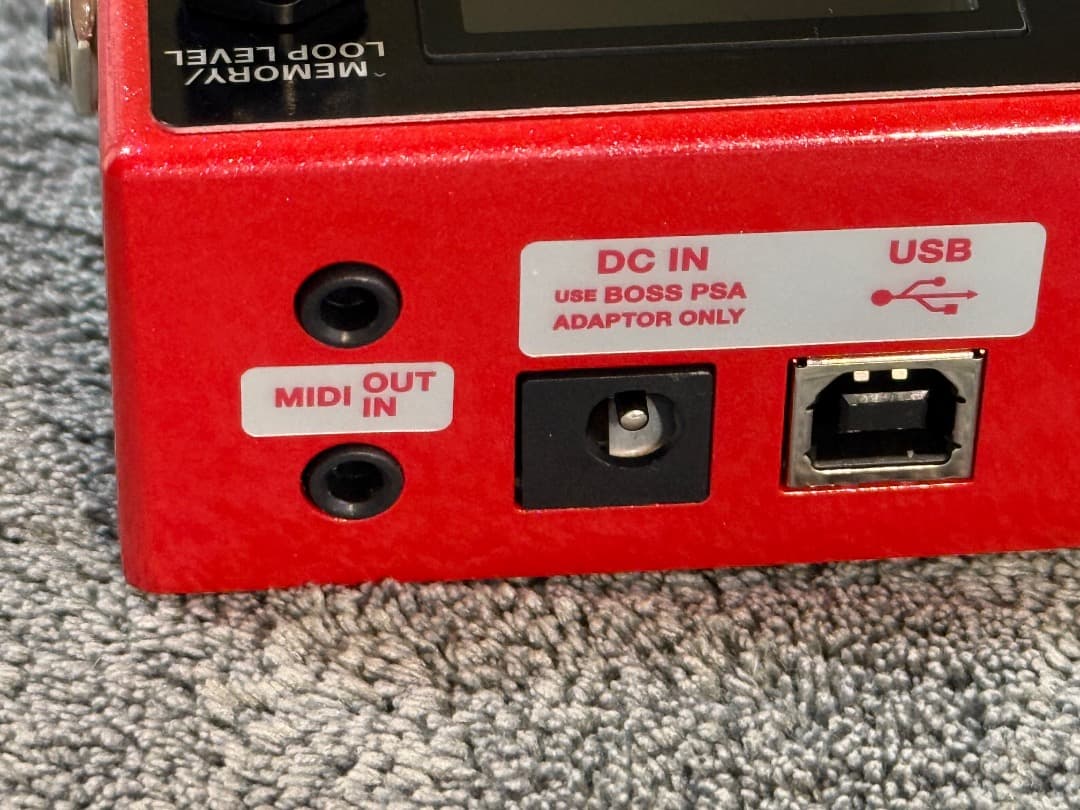 MEMORY/
LOOP LEVEL
DC IN
USE BOSS PSA
ADAPTOR ONLY
USB
MIDI OUT
IN